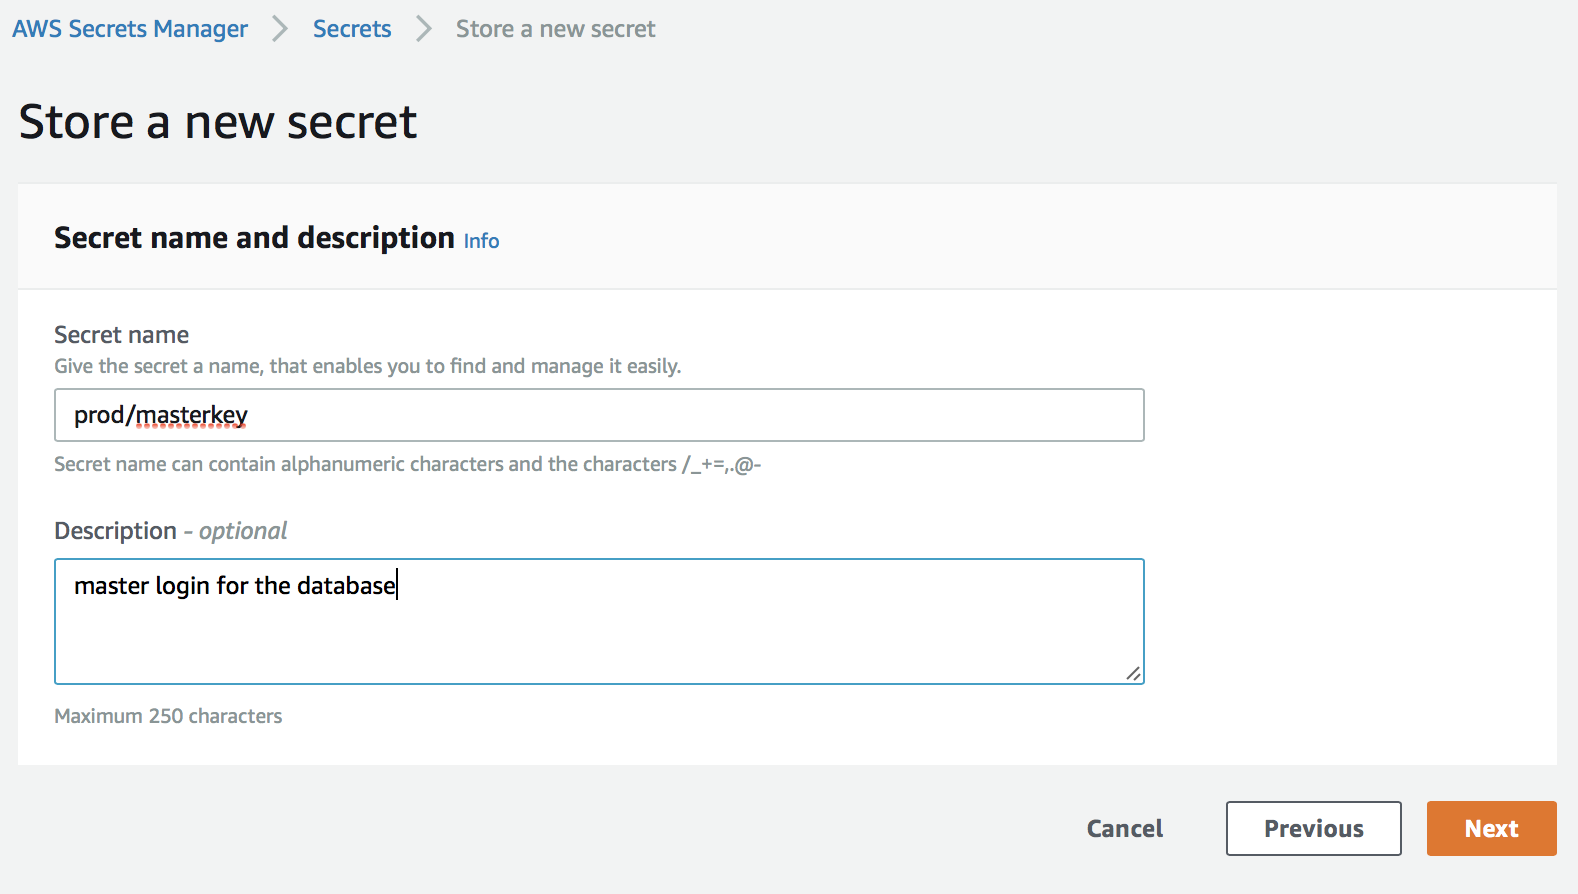 AWS Secrets Manager > Secrets > Store a new secret
Store a new secret
Secret name and description Info
Secret name
Give the secret a name, that enables you to find and manage it easily.
prod/masterkey
Secret name can contain alphanumeric characters and the characters /_+=,.@-
Description - optional
master login for the database
Maximum 250 characters
Cancel Previous Next